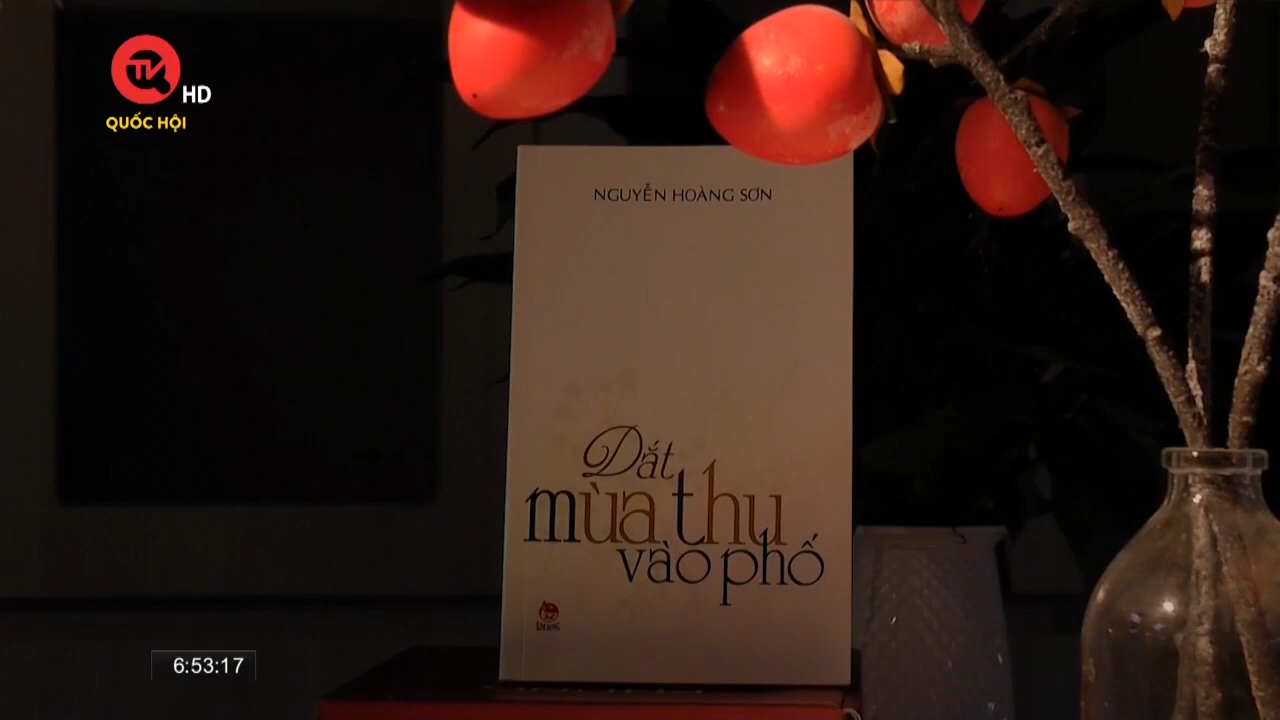 HD
QUỐC HỘI
NGUYỄN HOÀNG SƠN
Dắt
mùa thu
vào phố
6:53:17